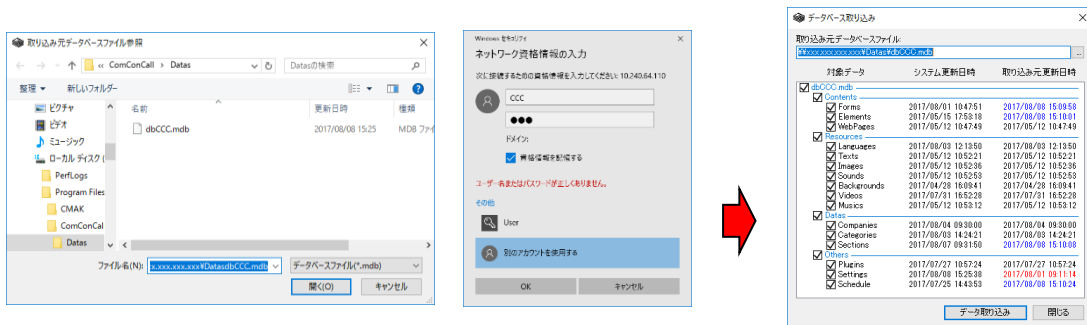 取り込み元データベースファイル参照
« ComConCall › Datas
Datasの検索
整理 新しいフォルダー
名前 更新日時 種類
ピクチャ
ビデオ
ミュージック
ローカル ディスク (
PerfLogs
Program Files
CMAK
ComConCal
Datas
dbCCC.mdb 2017/08/08 15:25 MDB ファイ
ファイル名(N): x.xxx.xxx.xxx¥DatasdbCCC.mdb データベースファイル(*.mdb)
開く(O) キャンセル
Windows セキュリティ
ネットワーク資格情報の入力
次に接続するための資格情報を入力してください: 10.240.64.110
CCC
●●●
ドメイン:
資格情報を記憶する
ユーザー名またはパスワードが正しくありません。
その他
User
別のアカウントを使用する
OK キャンセル
データベース取り込み
取り込み元データベースファイル:
¥¥xxx.xxx.xxx.xxx¥Datas¥dbCCC.mdb ...
対象データ システム更新日時 取り込み元更新日時
dbCCC.mdb
Contents
Forms 2017/08/01 10:47:51 2017/08/08 15:09:58
Elements 2017/05/15 17:53:18 2017/08/08 15:10:01
WebPages 2017/05/12 10:47:49 2017/05/12 10:47:49
Resources
Languages 2017/08/03 12:13:50 2017/08/03 12:13:50
Texts 2017/05/12 10:52:21 2017/05/12 10:52:21
Images 2017/05/12 10:52:36 2017/05/12 10:52:36
Sounds 2017/05/12 10:52:53 2017/05/12 10:52:53
Backgrounds 2017/04/28 16:09:41 2017/04/28 16:09:41
Videos 2017/07/31 16:52:28 2017/07/31 16:52:28
Musics 2017/05/12 10:53:12 2017/05/12 10:53:12
Datas
Companies 2017/08/04 09:30:00 2017/08/04 09:30:00
Categories 2017/08/03 14:24:21 2017/08/03 14:24:21
Sections 2017/08/07 09:31:50 2017/08/08 15:10:08
Others
Plugins 2017/07/27 10:57:24 2017/07/27 10:57:24
Settings 2017/08/08 15:25:38 2017/08/01 09:11:14
Schedule 2017/07/25 14:43:53 2017/08/08 15:10:24
データ取り込み 閉じる